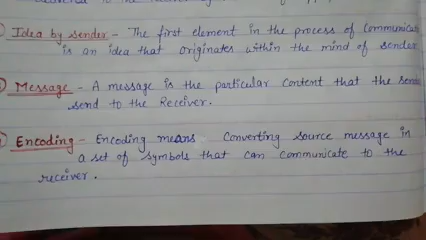 Idea by sender - The first element in the process of Communicat
is an idea that originates within the mind of sender
Message - A message is the particular Content that the
send to the Receiver.
Encoding - Encoding means Converting source message in
a set of symbols that can communicate to the
receiver.